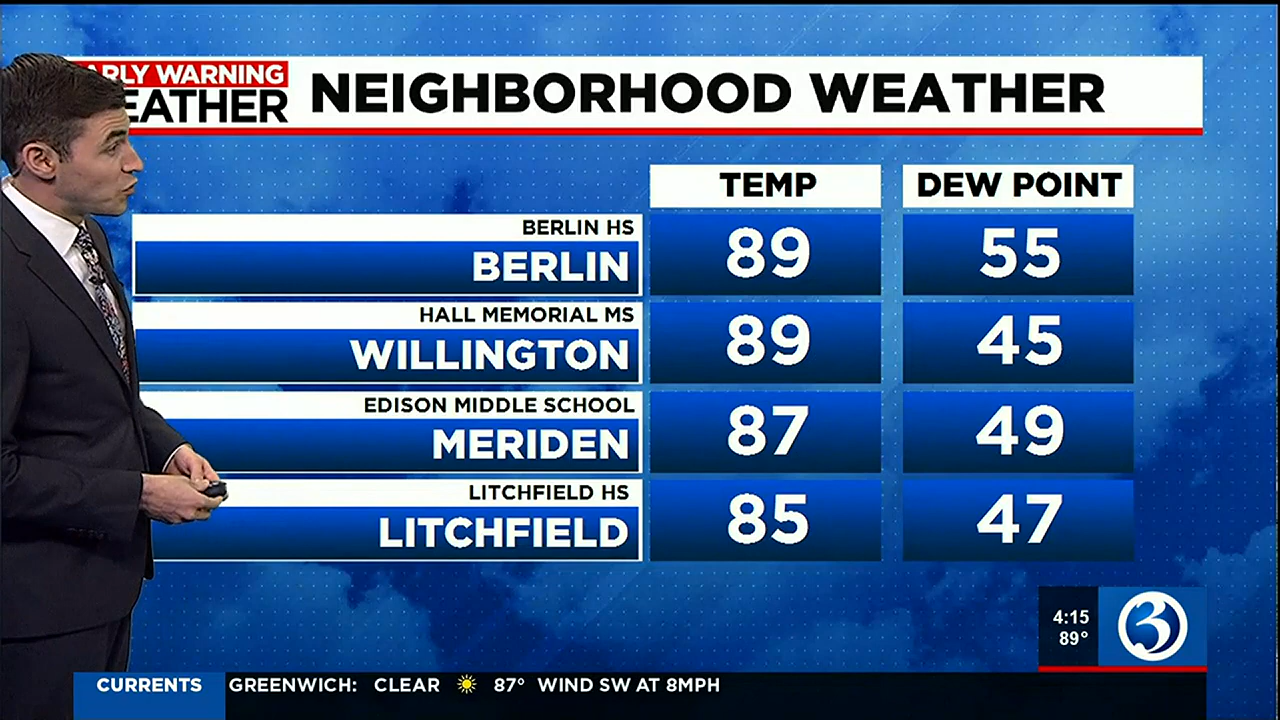 ARLY WARNING
EATHER
NEIGHBORHOOD WEATHER
TEMP DEW POINT
BERLIN HS
BERLIN 89 55
HALL MEMORIAL MS
WILLINGTON 89 45
EDISON MIDDLE SCHOOL
MERIDEN 87 49
LITCHFIELD HS
LITCHFIELD 85 47
4:15
89°
3
CURRENTS GREENWICH: CLEAR 87° WIND SW AT 8MPH